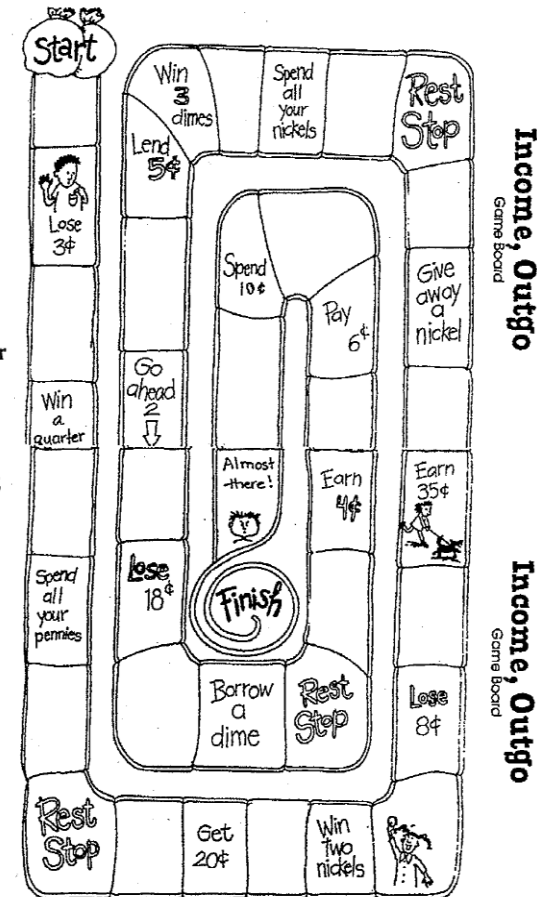 Start
Lose
3¢
Win
a
quarter
Spend
all
your
pennies
Rest
Stop
Get
20¢
Win
two
nickels
Lose
8¢
Earn
35¢
Give
away
a
nickel
Rest
Stop
Spend
all
your
nickels
Win
3
dimes
Lend
5¢
Go
ahead
2
Lose
18¢
Borrow
a
dime
Rest
Stop
Earn
4¢
Pay
6¢
Spend
10¢
Almost
there!
Finish
Income, Outgo
Game Board
Income, Outgo
Game Board